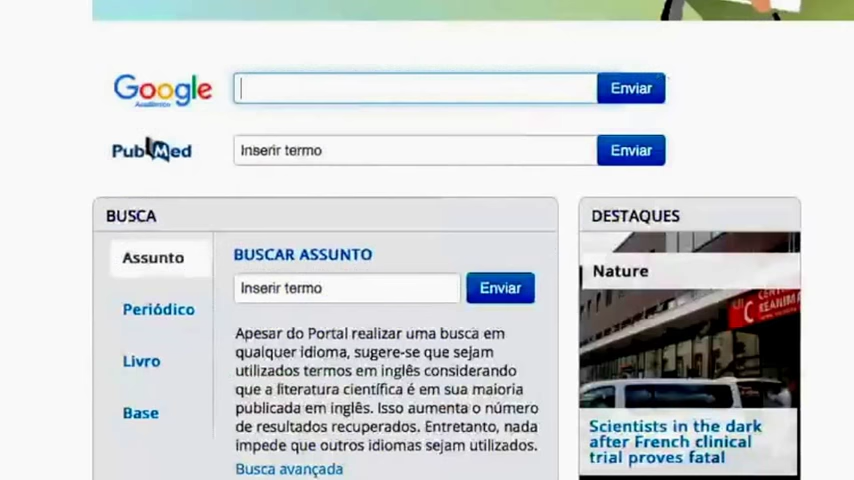 Google
Acadêmico
Enviar
PubMed
Inserir termo
Enviar
BUSCA
Assunto
Periódico
Livro
Base
BUSCAR ASSUNTO
Inserir termo
Enviar
Apesar do Portal realizar uma busca em
qualquer idioma, sugere-se que sejam
utilizados termos em inglês considerando
que a literatura científica é em sua maioria
publicada em inglês. Isso aumenta o número
de resultados recuperados. Entretanto, nada
impede que outros idiomas sejam utilizados.
Busca avançada
DESTAQUES
Nature
Scientists in the dark
after French clinical
trial proves fatal